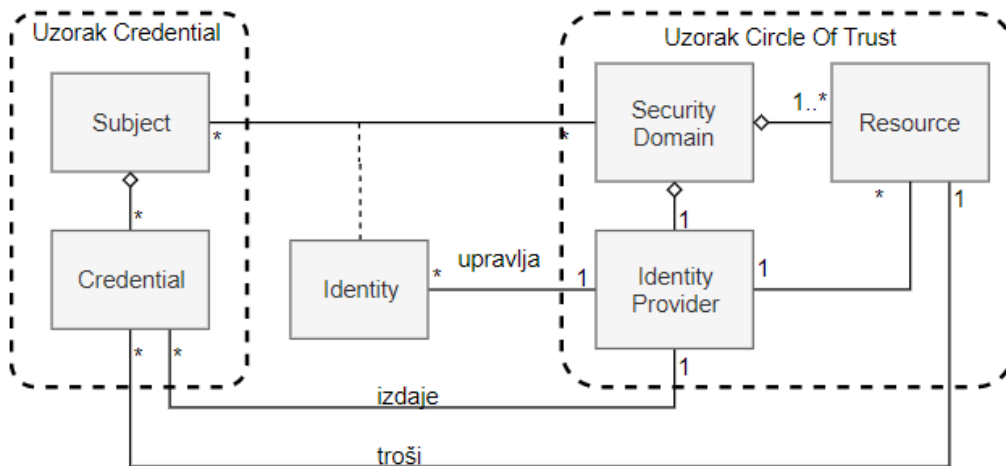 Uzorak Credential
Uzorak Circle Of Trust
Subject
*
*
Security
Domain
1..*
Resource
*
1
*
1
Credential
Identity
*
upravlja
1
Identity
Provider
1
*
*
1
izdaje
troši